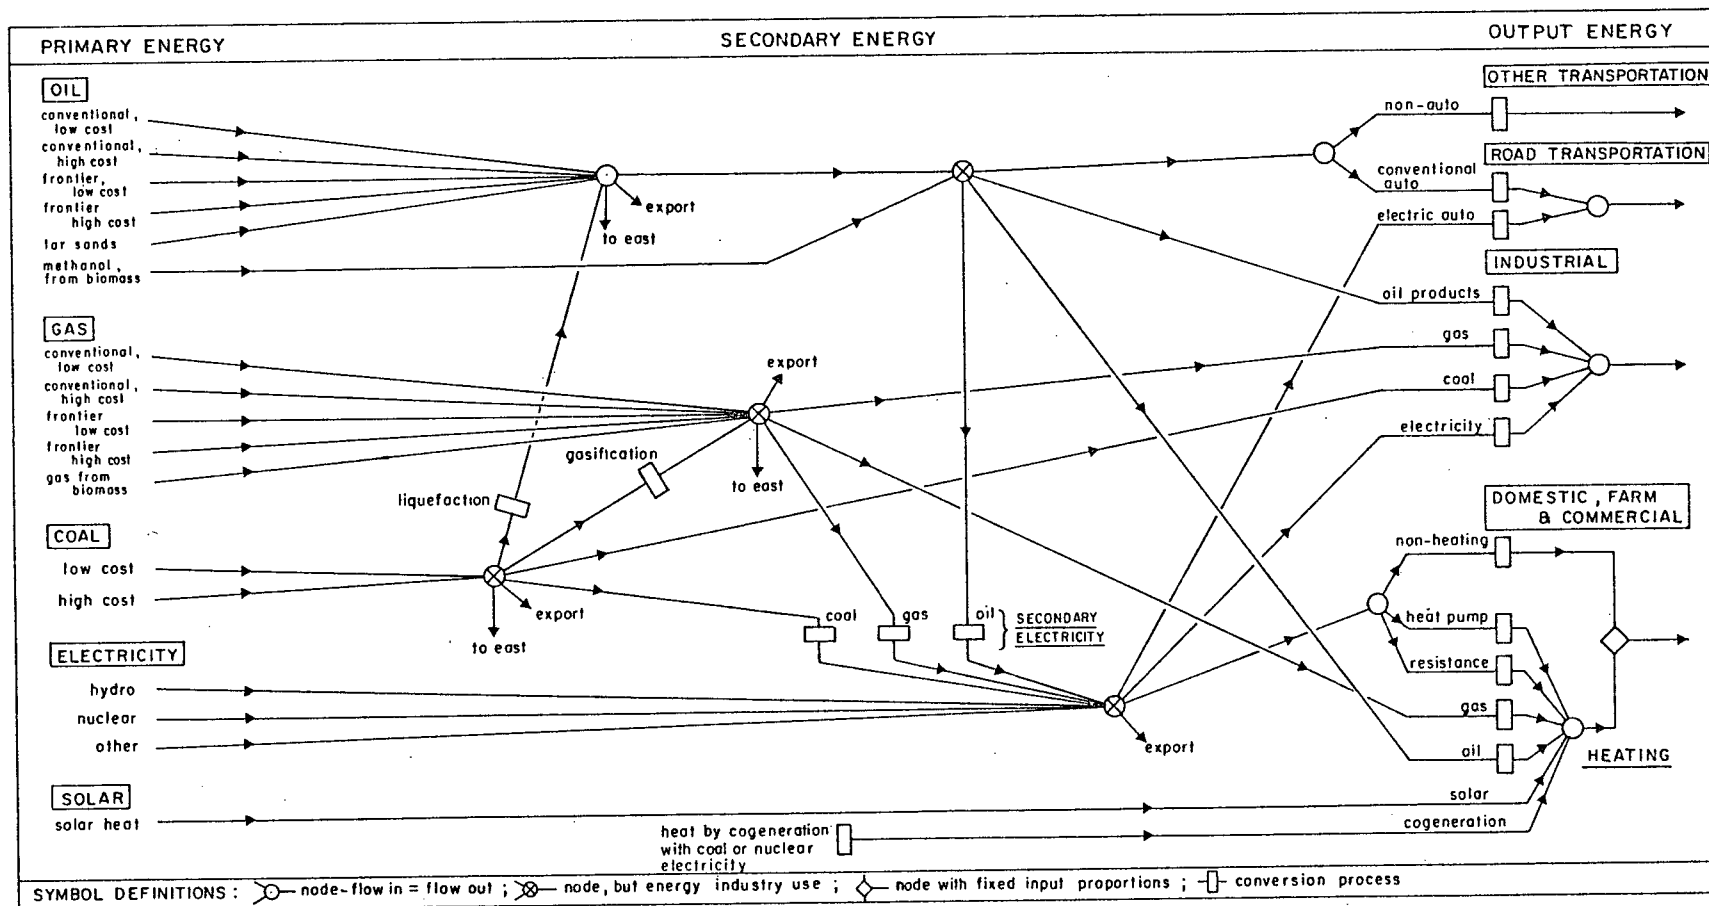 PRIMARY ENERGY
SECONDARY ENERGY
OUTPUT ENERGY
OIL
conventional,
low cost
conventional,
high cost
frontier,
low cost
frontier
high cost
tar sands
methanol,
from biomass
export
to east
OTHER TRANSPORTATION
non-auto
ROAD TRANSPORTATION
conventional
auto
electric auto
INDUSTRIAL
oil products
gas
coal
electricity
GAS
conventional,
low cost
conventional,
high cost
frontier
low cost
frontier
high cost
gas from
biomass
export
to east
gasification
liquefaction
COAL
low cost
high cost
export
to east
coal
gas
oil
SECONDARY
ELECTRICITY
DOMESTIC, FARM
& COMMERCIAL
non-heating
heat pump
resistance
gas
oil
HEATING
ELECTRICITY
hydro
nuclear
other
export
SOLAR
solar heat
solar
heat by cogeneration
with coal or nuclear
electricity
cogeneration
SYMBOL DEFINITIONS: node-flow in = flow out ; node, but energy industry use ; node with fixed input proportions ; conversion process